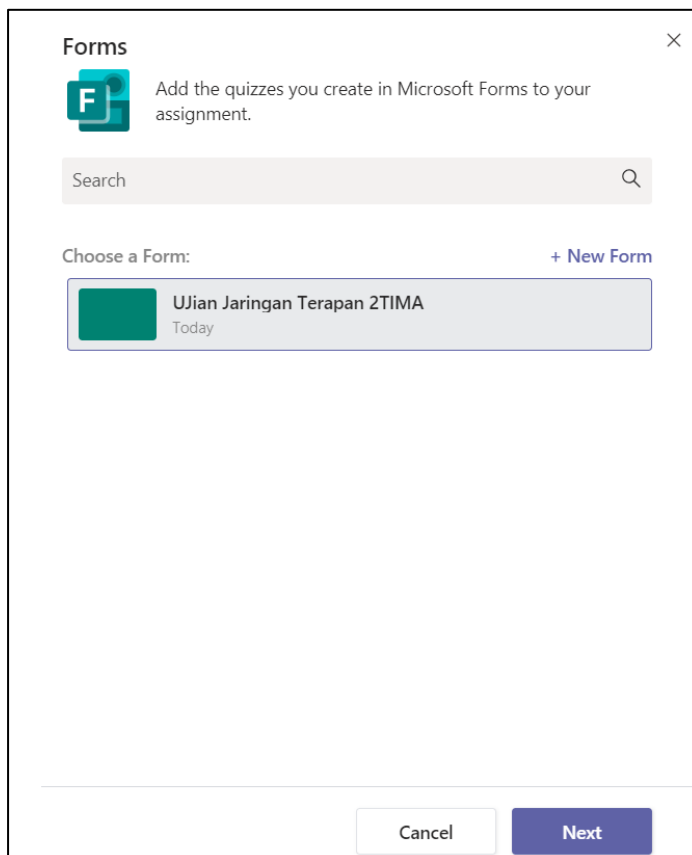 Forms
F
Add the quizzes you create in Microsoft Forms to your
assignment.
Search
Choose a Form:
+ New Form
UJian Jaringan Terapan 2TIMA
Today
Cancel
Next